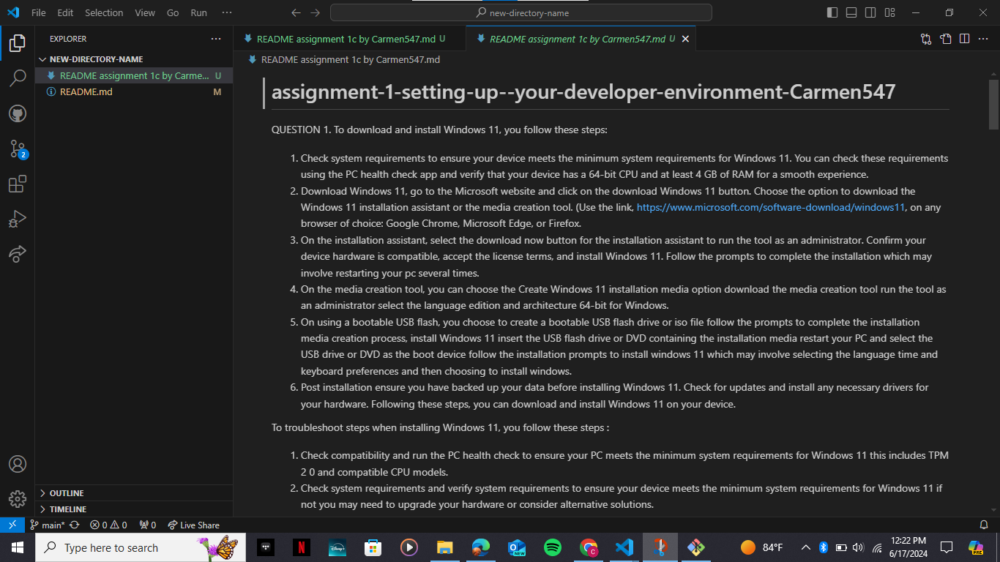 File Edit Selection View Go Run ··· new-directory-name
EXPLORER ···
NEW-DIRECTORY-NAME
README assignment 1c by Carme... U
README.md M
README assignment 1c by Carmen547.md U
README assignment 1c by Carmen547.md U
README assignment 1c by Carmen547.md
assignment-1-setting-up--your-developer-environment-Carmen547
QUESTION 1. To download and install Windows 11, you follow these steps:
1. Check system requirements to ensure your device meets the minimum system requirements for Windows 11. You can check these requirements
using the PC health check app and verify that your device has a 64-bit CPU and at least 4 GB of RAM for a smooth experience.
2. Download Windows 11, go to the Microsoft website and click on the download Windows 11 button. Choose the option to download the
Windows 11 installation assistant or the media creation tool. (Use the link, https://www.microsoft.com/software-download/windows11, on any
browser of choice: Google Chrome, Microsoft Edge, or Firefox.
3. On the installation assistant, select the download now button for the installation assistant to run the tool as an administrator. Confirm your
device hardware is compatible, accept the license terms, and install Windows 11. Follow the prompts to complete the installation which may
involve restarting your pc several times.
4. On the media creation tool, you can choose the Create Windows 11 installation media option download the media creation tool run the tool as
an administrator select the language edition and architecture 64-bit for Windows.
5. On using a bootable USB flash, you choose to create a bootable USB flash drive or iso file follow the prompts to complete the installation
media creation process, install Windows 11 insert the USB flash drive or DVD containing the installation media restart your PC and select the
USB drive or DVD as the boot device follow the installation prompts to install windows 11 which may involve selecting the language time and
keyboard preferences and then choosing to install windows.
6. Post installation ensure you have backed up your data before installing Windows 11. Check for updates and install any necessary drivers for
your hardware. Following these steps, you can download and install Windows 11 on your device.
To troubleshoot steps when installing Windows 11, you follow these steps :
1. Check compatibility and run the PC health check to ensure your PC meets the minimum system requirements for Windows 11 this includes TPM
2 0 and compatible CPU models.
2. Check system requirements and verify system requirements to ensure your device meets the minimum system requirements for Windows 11 if
not you may need to upgrade your hardware or consider alternative solutions.
2
OUTLINE
TIMELINE
main* 0 0 0 Live Share
Type here to search
Disney+
NEW
84°F
12:22 PM
6/17/2024
PRE